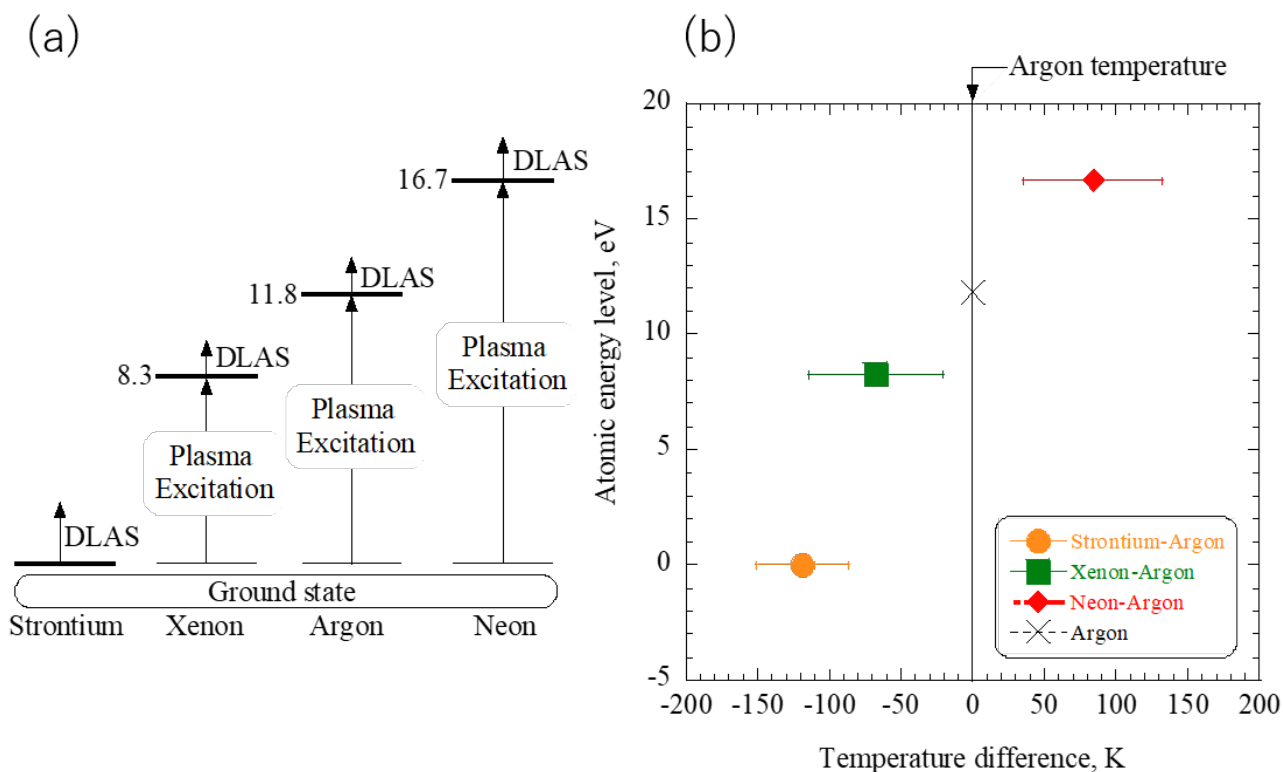 (a)
16.7
DLAS
11.8
DLAS
8.3
DLAS
DLAS
Plasma
Excitation
Plasma
Excitation
Plasma
Excitation
Ground state
Strontium
Xenon
Argon
Neon
(b)
Argon temperature
Atomic energy level, eV
20
15
10
5
0
-5
-200
-150
-100
-50
0
50
100
150
200
Temperature difference, K
Strontium-Argon
Xenon-Argon
Neon-Argon
Argon